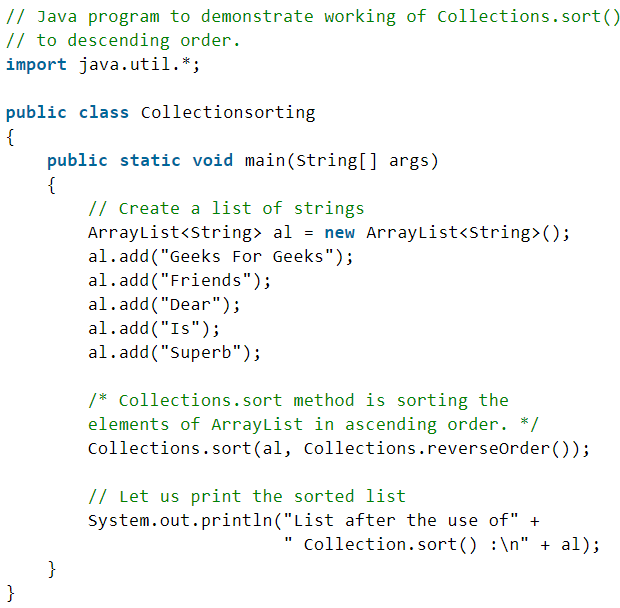 // Java program to demonstrate working of Collections.sort()
// to descending order.
import java.util.*;
public class Collectionsorting
{
public static void main(String[] args)
{
// Create a list of strings
ArrayList<String> al = new ArrayList<String>();
al.add("Geeks For Geeks");
al.add("Friends");
al.add("Dear");
al.add("Is");
al.add("Superb");
/* Collections.sort method is sorting the
elements of ArrayList in ascending order. */
Collections.sort(al, Collections.reverseOrder());
// Let us print the sorted list
System.out.println("List after the use of" +
" Collection.sort() :\n" + al);
}
}